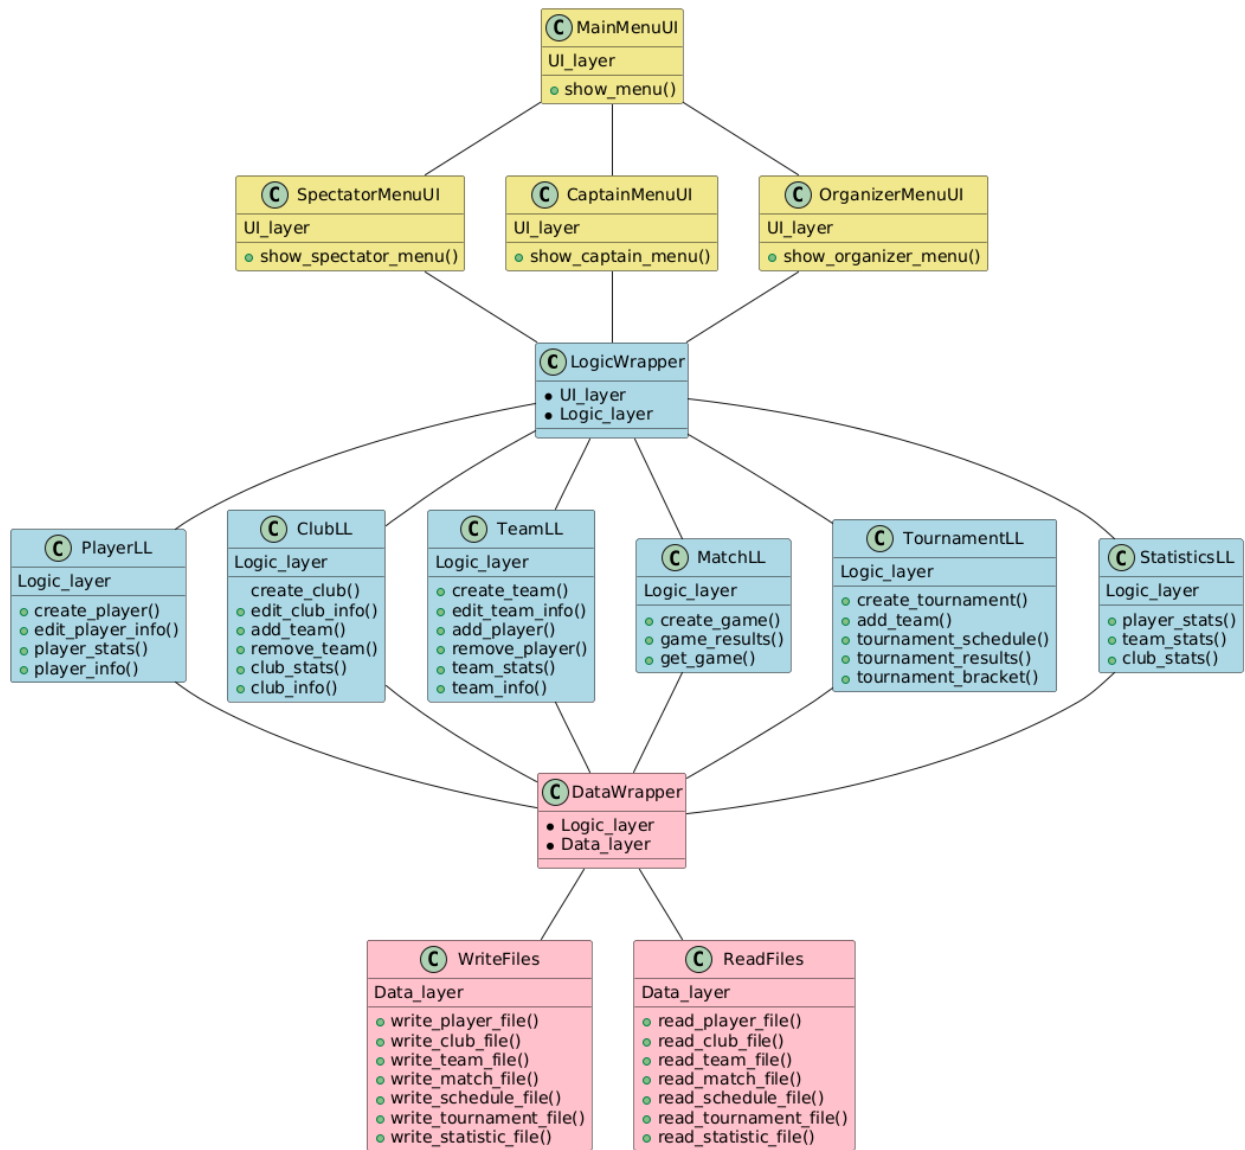 C MainMenuUI
UI_layer
show_menu()
C SpectatorMenuUI
UI_layer
show_spectator_menu()
C CaptainMenuUI
UI_layer
show_captain_menu()
C OrganizerMenuUI
UI_layer
show_organizer_menu()
C LogicWrapper
UI_layer
Logic_layer
C PlayerLL
Logic_layer
create_player()
edit_player_info()
player_stats()
player_info()
C ClubLL
Logic_layer
create_club()
edit_club_info()
add_team()
remove_team()
club_stats()
club_info()
C TeamLL
Logic_layer
create_team()
edit_team_info()
add_player()
remove_player()
team_stats()
team_info()
C MatchLL
Logic_layer
create_game()
game_results()
get_game()
C TournamentLL
Logic_layer
create_tournament()
add_team()
tournament_schedule()
tournament_results()
tournament_bracket()
C StatisticsLL
Logic_layer
player_stats()
team_stats()
club_stats()
C DataWrapper
Logic_layer
Data_layer
C WriteFiles
Data_layer
write_player_file()
write_club_file()
write_team_file()
write_match_file()
write_schedule_file()
write_tournament_file()
write_statistic_file()
C ReadFiles
Data_layer
read_player_file()
read_club_file()
read_team_file()
read_match_file()
read_schedule_file()
read_tournament_file()
read_statistic_file()